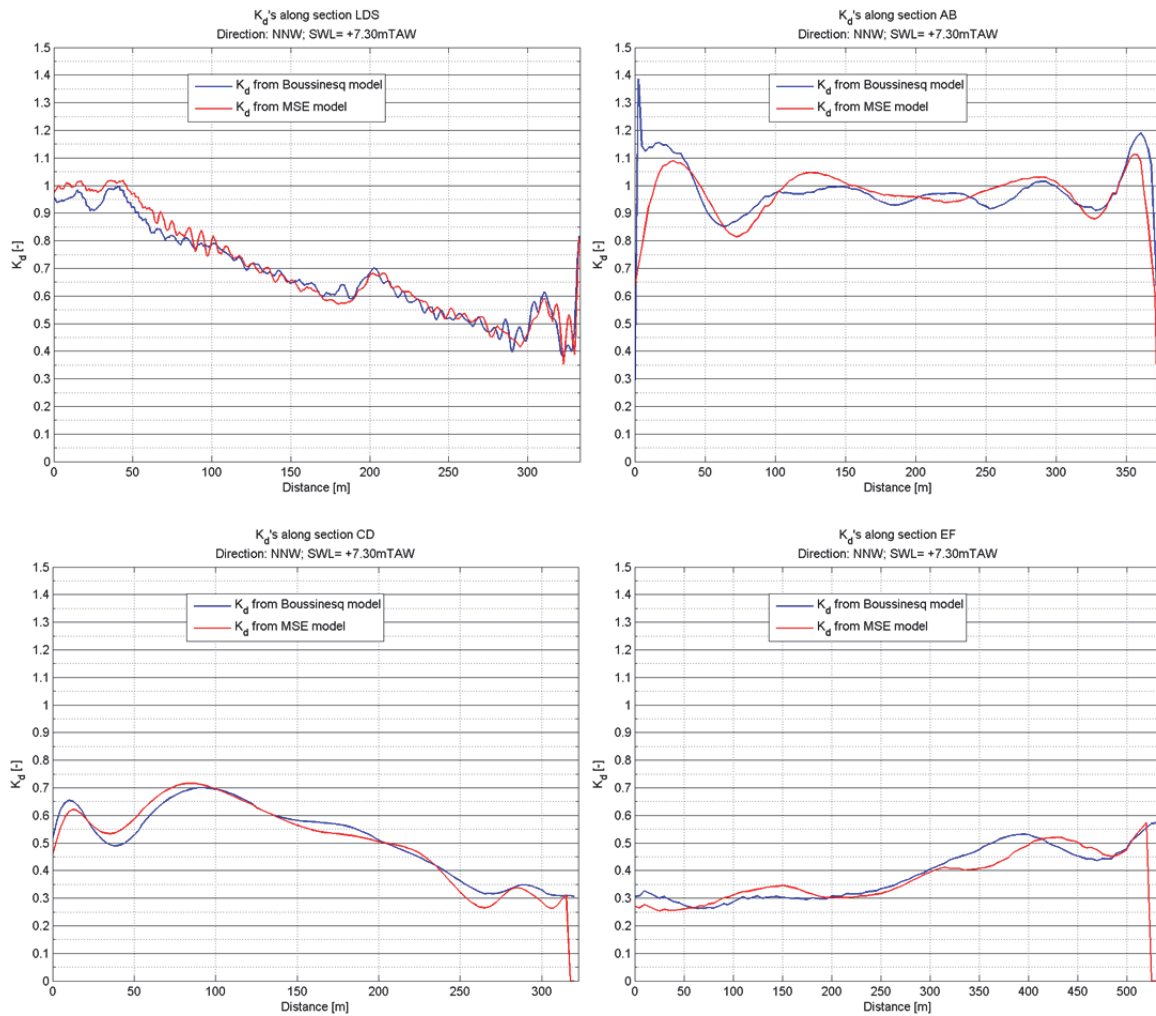 K_d's along section LDS
Direction: NNW; SWL= +7.30mTAW
K_d from Boussinesq model
K_d from MSE model
1.5
1.4
1.3
1.2
1.1
1
0.9
0.8
0.7
0.6
0.5
0.4
0.3
0.2
0.1
0
K_d [-]
0 50 100 150 200 250 300
Distance [m]
K_d's along section AB
Direction: NNW; SWL= +7.30mTAW
K_d from Boussinesq model
K_d from MSE model
1.5
1.4
1.3
1.2
1.1
1
0.9
0.8
0.7
0.6
0.5
0.4
0.3
0.2
0.1
0
K_d [-]
0 50 100 150 200 250 300 350
Distance [m]
K_d's along section CD
Direction: NNW; SWL= +7.30mTAW
K_d from Boussinesq model
K_d from MSE model
1.5
1.4
1.3
1.2
1.1
1
0.9
0.8
0.7
0.6
0.5
0.4
0.3
0.2
0.1
0
K_d [-]
0 50 100 150 200 250 300
Distance [m]
K_d's along section EF
Direction: NNW; SWL= +7.30mTAW
K_d from Boussinesq model
K_d from MSE model
1.5
1.4
1.3
1.2
1.1
1
0.9
0.8
0.7
0.6
0.5
0.4
0.3
0.2
0.1
0
K_d [-]
0 50 100 150 200 250 300 350 400 450 500
Distance [m]